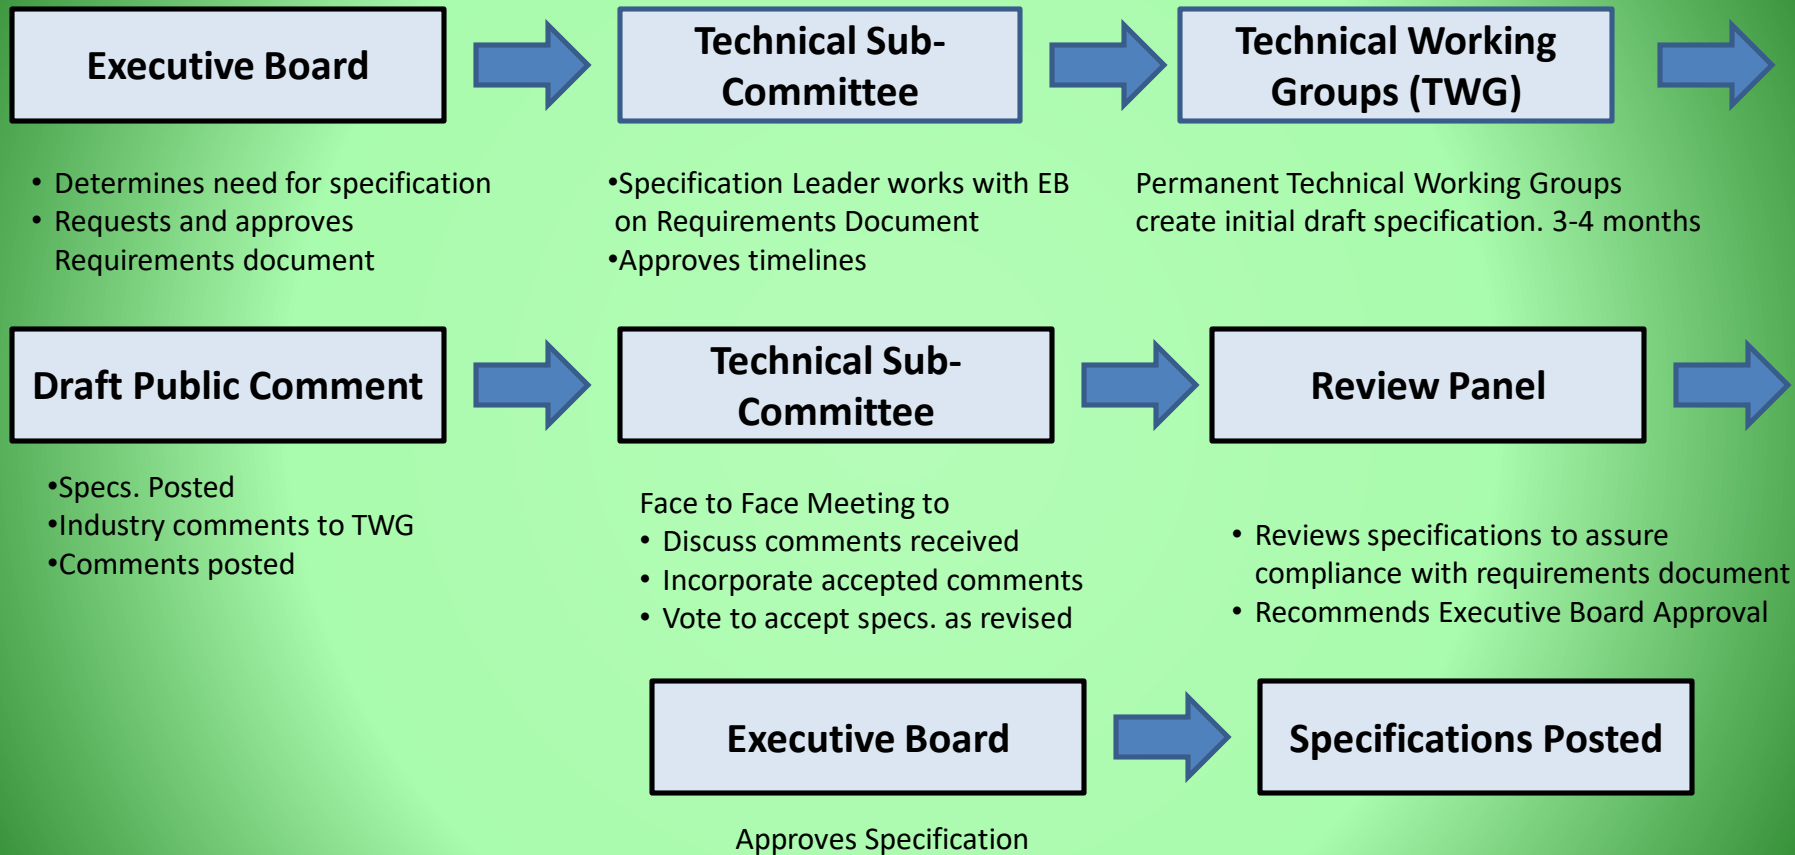 Executive Board
Technical Sub-
Committee
Technical Working
Groups (TWG)
• Determines need for specification
• Requests and approves
Requirements document
•Specification Leader works with EB
on Requirements Document
•Approves timelines
Permanent Technical Working Groups
create initial draft specification. 3-4 months
Draft Public Comment
Technical Sub-
Committee
Review Panel
•Specs. Posted
•Industry comments to TWG
•Comments posted
Face to Face Meeting to
• Discuss comments received
• Incorporate accepted comments
• Vote to accept specs. as revised
• Reviews specifications to assure
compliance with requirements document
• Recommends Executive Board Approval
Executive Board
Specifications Posted
Approves Specification